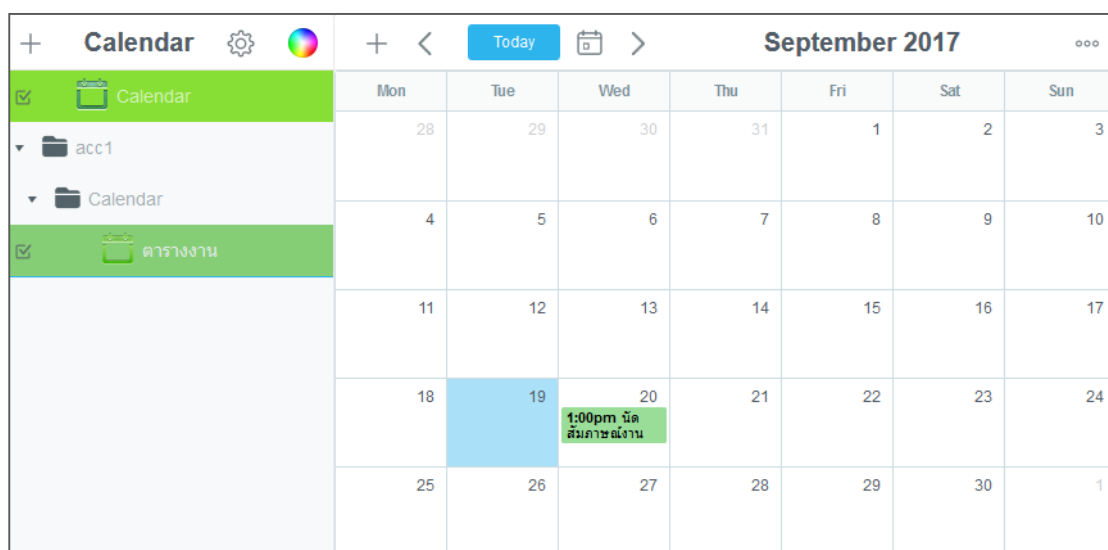 Calendar
Today
September 2017
Calendar
acc1
Calendar
ตารางงาน
Mon Tue Wed Thu Fri Sat Sun
28 29 30 31 1 2 3
4 5 6 7 8 9 10
11 12 13 14 15 16 17
18 19 20 21 22 23 24
1:00pm นัด
สัมภาษณ์งาน
25 26 27 28 29 30 1